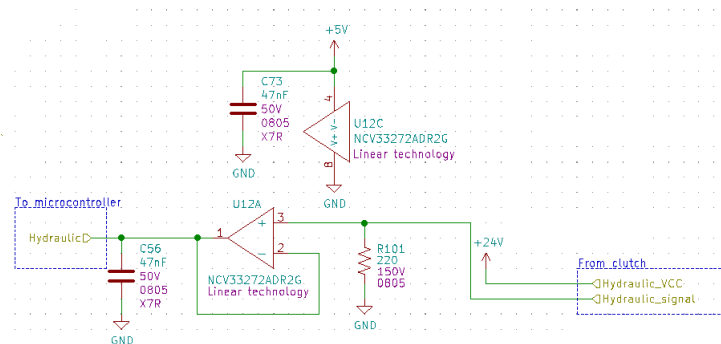 +5V
C73
47nF
50V
0805
X7R
GND
4
V+ V-
8
U12C
NCV33272ADR2G
Linear technology
GND
To microcontroller
Hydraulic
C56
47nF
50V
0805
X7R
GND
U12A
1
+
3
-
2
NCV33272ADR2G
Linear technology
R101
220
150V
0805
GND
+24V
From clutch
Hydraulic_VCC
Hydraulic_signal